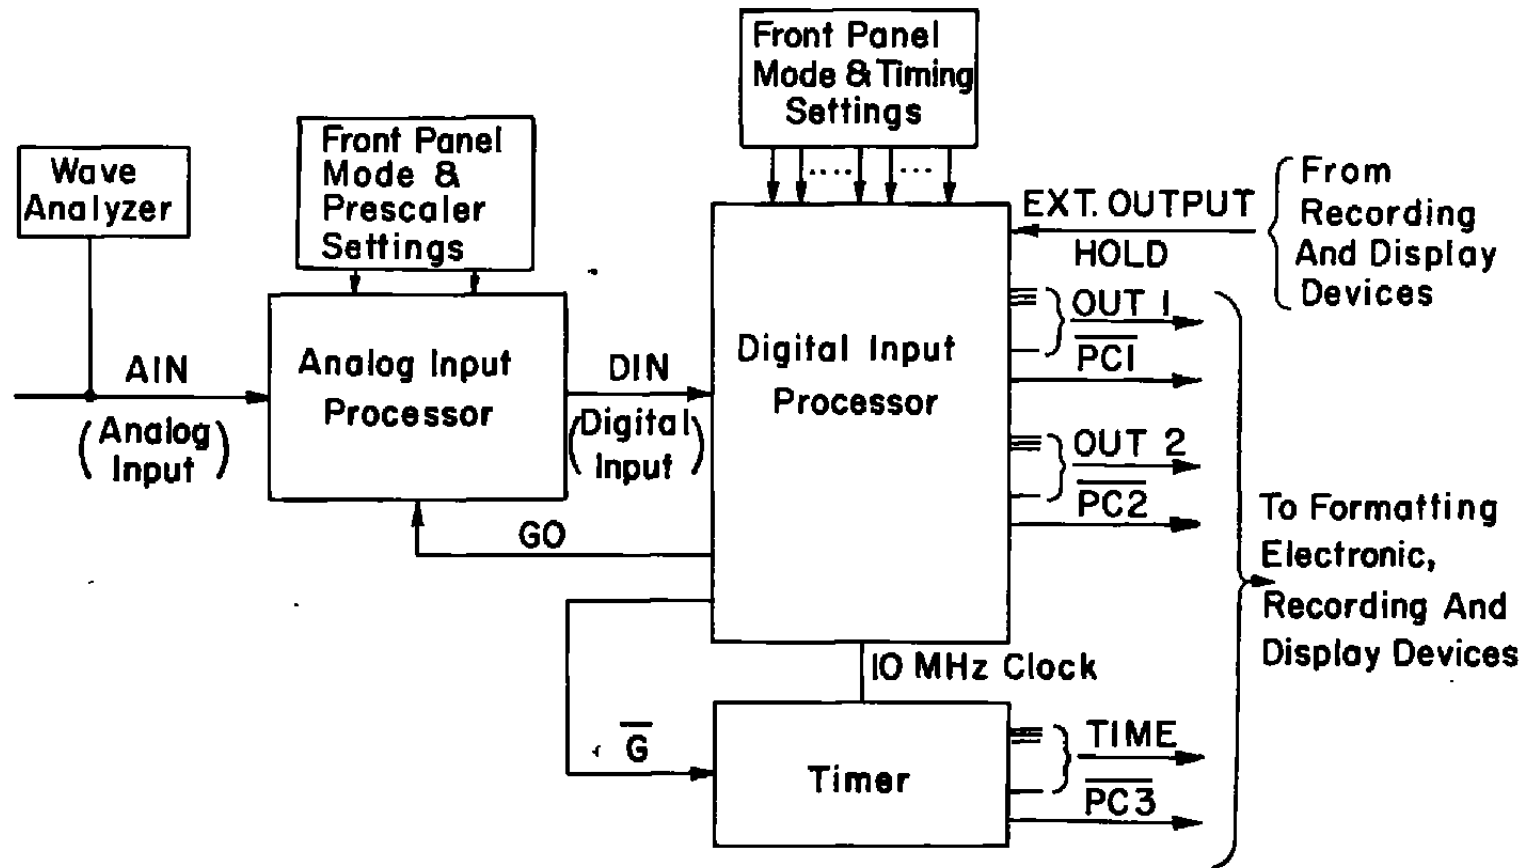 Front Panel
Mode & Timing
Settings
Front Panel
Mode &
Prescaler
Settings
Wave
Analyzer
From
Recording
And Display
Devices
EXT. OUTPUT
HOLD
AIN
(Analog
Input)
Analog Input
Processor
DIN
(Digital
Input)
Digital Input
Processor
OUT 1
PC1
OUT 2
PC2
GO
To Formatting
Electronic,
Recording And
Display Devices
10 MHz Clock
G
Timer
TIME
PC3